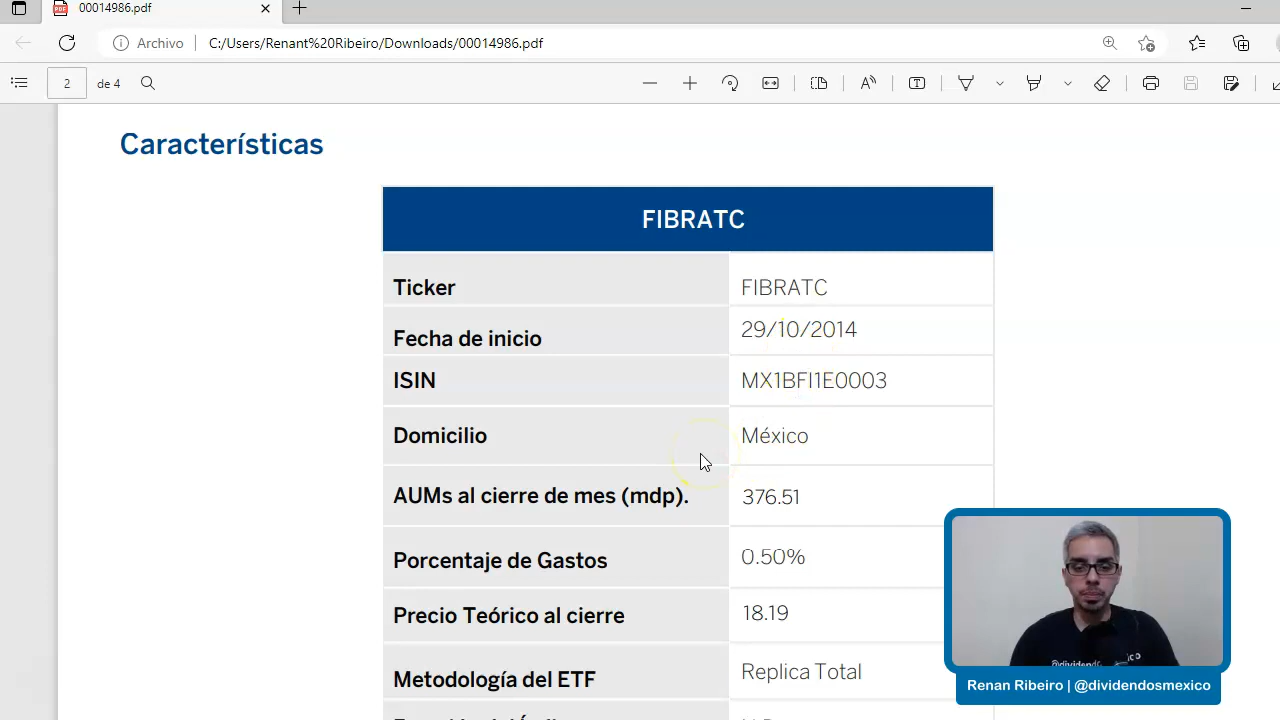 00014986.pdf
Archivo
C:/Users/Renant%20Ribeiro/Downloads/00014986.pdf
2 de 4
Características
FIBRATC
Ticker FIBRATC
Fecha de inicio 29/10/2014
ISIN MX1BFI1E0003
Domicilio México
AUMs al cierre de mes (mdp). 376.51
Porcentaje de Gastos 0.50%
Precio Teórico al cierre 18.19
Metodología del ETF Replica Total
Renan Ribeiro | @dividendosmexico